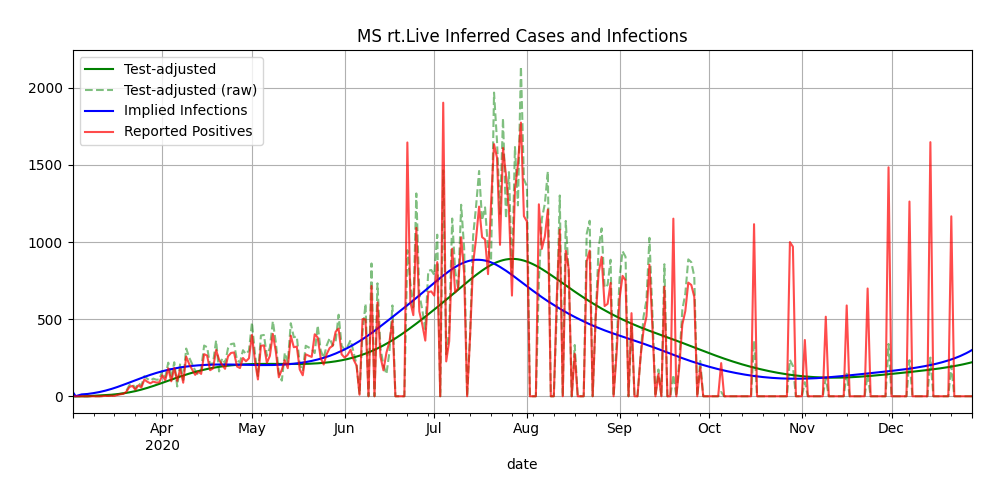 MS rt.Live Inferred Cases and Infections
Test-adjusted
Test-adjusted (raw)
Implied Infections
Reported Positives
2000
1500
1000
500
0
Apr
2020
May
Jun
Jul
Aug
Sep
Oct
Nov
Dec
date